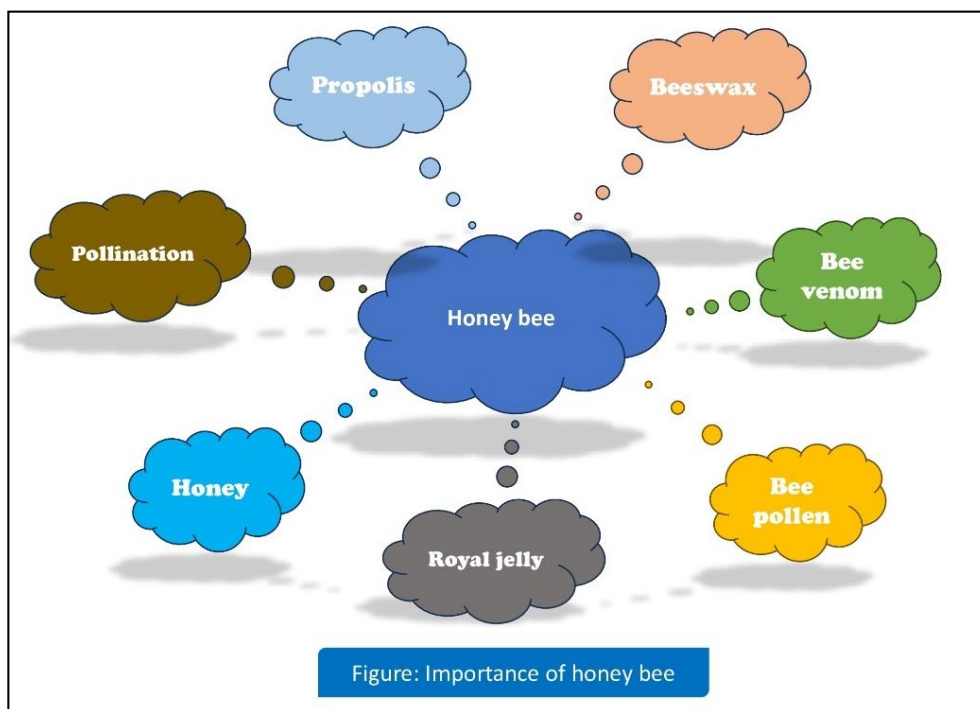 Propolis
Beeswax
Pollination
Bee
venom
Honey bee
Honey
Bee
pollen
Royal jelly
Figure: Importance of honey bee